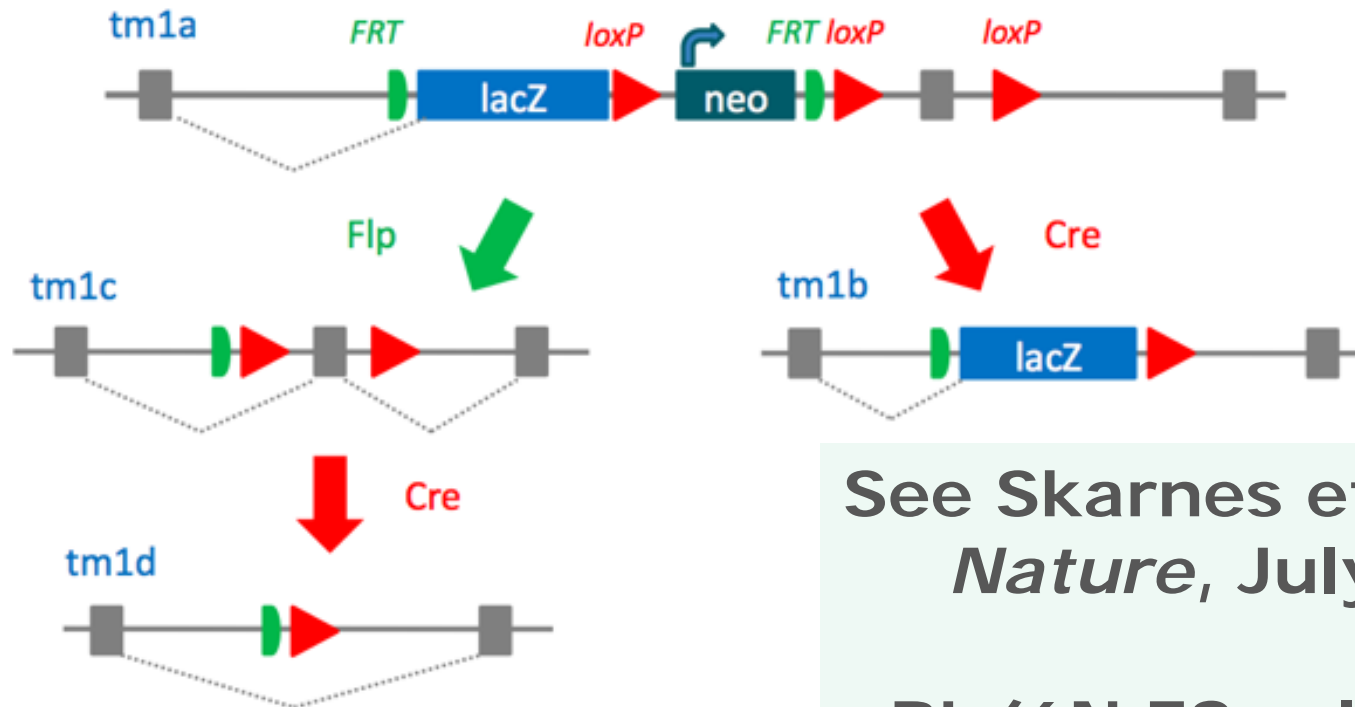 tm1a FRT loxP FRT loxP loxP
lacZ neo
Flp Cre
tm1c tm1b
lacZ
Cre
tm1d
See Skarnes
Nature, July